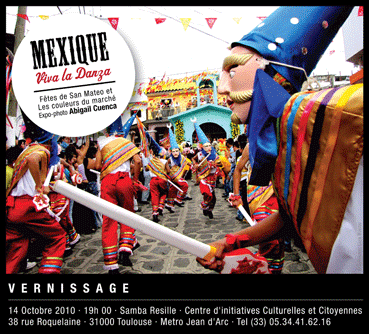 MEXIQUE
Viva la Danza
Fêtes de San Mateo et
Les couleurs du marché
Expo-photo Abigail Cuenca
VERNISSAGE
14 Octobre 2010 · 19h 00 · Samba Resille · Centre d'initiatives Culturelles et Citoyennes
38 rue Roquelaine · 31000 Toulouse · Metro Jean d'Arc · Tel (33) 05.34.41.62.16